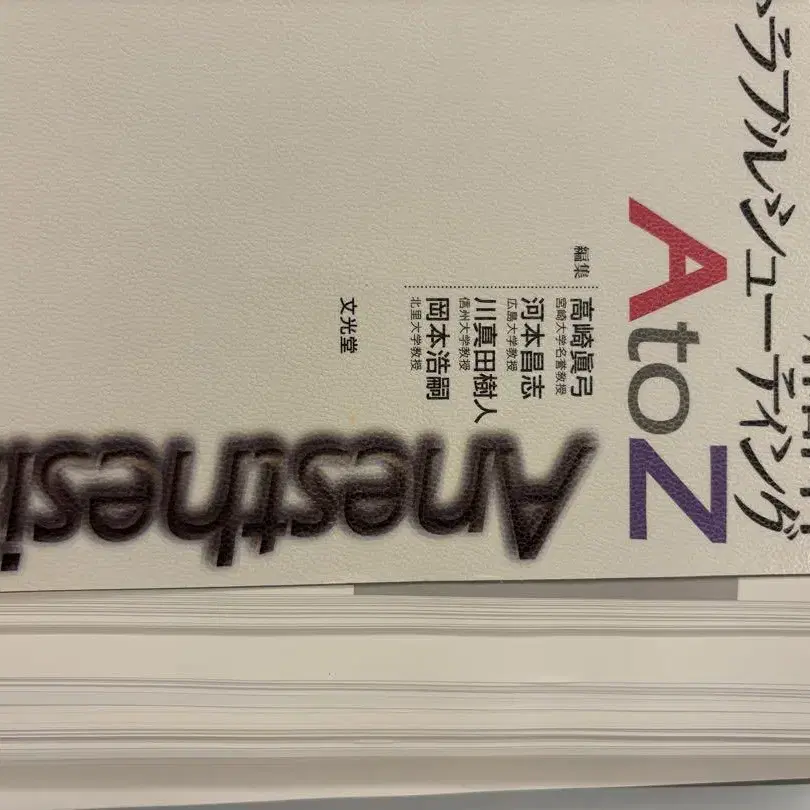 トラブルシューティング
A to Z
編集
高崎眞弓
宮崎大学名誉教授
河本昌志
広島大学教授
川真田樹人
信州大学教授
岡本浩嗣
北里大学教授
文光堂
Anesthesi